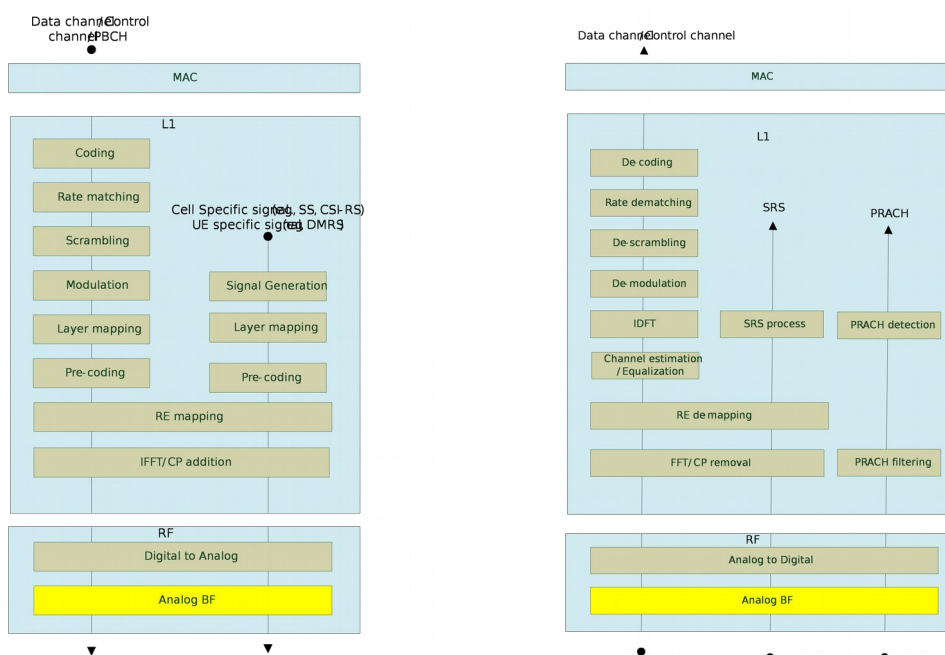 Data channel/Control
channel/PBCH
MAC
L1
Coding
Rate matching
Scrambling
Modulation
Layer mapping
Pre-coding
Cell Specific signal(eg., SS, CSI-RS)
UE specific signal(eg, DMRS)
Signal Generation
Layer mapping
Pre-coding
RE mapping
IFFT/CP addition
RF
Digital to Analog
Analog BF
Data channel/Control channel
MAC
L1
De-coding
Rate dematching
De-scrambling
De-modulation
IDFT
Channel estimation
/Equalization
SRS
SRS process
PRACH
PRACH detection
RE demapping
FFT/CP removal
PRACH filtering
RF
Analog to Digital
Analog BF